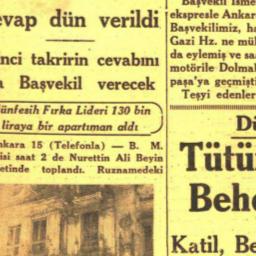 evap dün verildi
inci takririn cevabını
a Başvekil verecek
ünfesih Fırka Lideri 130 bin
liraya bir apartıman aldı
nkara 15 (Telefonla) — B. M.
isi saat 2 de Nurettin Ali Beyin
etinde toplandı. Ruznamedeki
Başvekil İsme
ekspresle Ankar
Başvekilimiz, ha
Gazi Hz. ne mül
da eylemiş ve sa
motörile Dolmal
paşa'ya geçmişti
Teşyi edenler
Dü
Tütü
Behe
Katil, Be